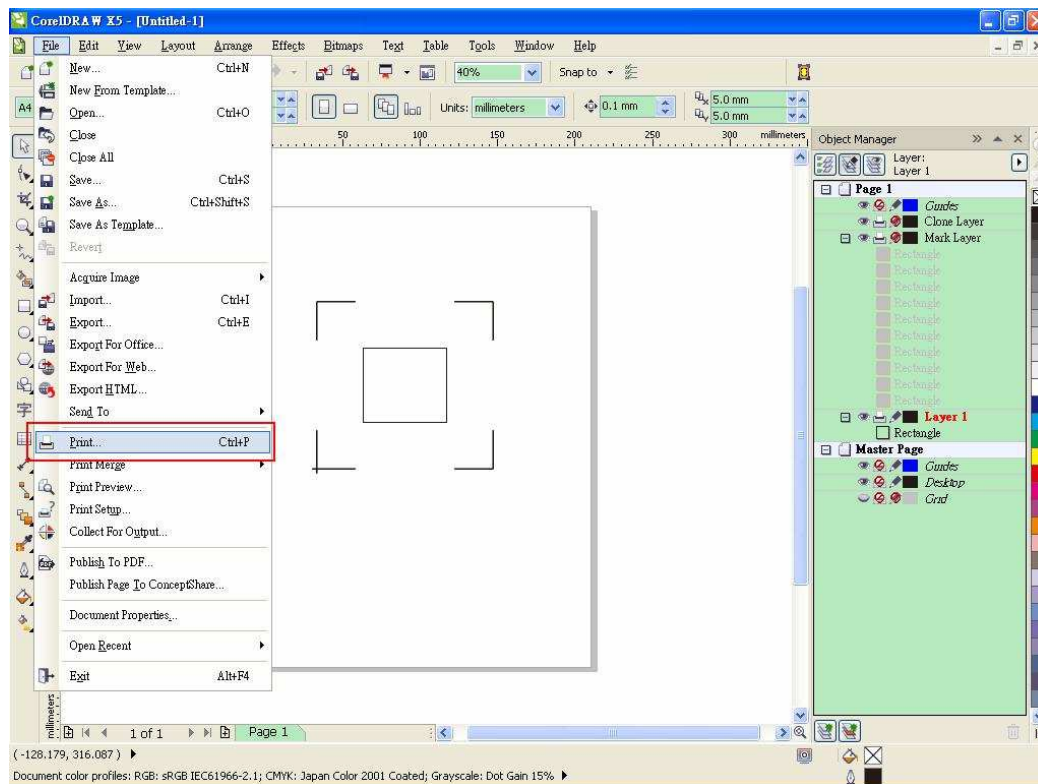 CorelDRAW X5 - [Untitled-1]
File Edit View Layout Arrange Effects Bitmaps Text Table Tools Window Help
40% Snap to
A4 Units: millimeters 0.1 mm 5.0 mm
5.0 mm
New... Ctrl+N
New From Template...
Open... Ctrl+O
Close
Close All
Save... Ctrl+S
Save As... Ctrl+Shift+S
Save As Template...
Revert
Acquire Image
Import... Ctrl+I
Export... Ctrl+E
Export For Office...
Export For Web...
Export HTML...
Send To
Print... Ctrl+P
Print Merge
Print Preview...
Print Setup...
Collect For Output...
Publish To PDF...
Publish Page To ConceptShare...
Document Properties...
Open Recent
Exit Alt+F4
50 100 150 200 250 300 millimeters
字
millimeters
Object Manager
Layer:
Layer 1
Page 1
Guides
Clone Layer
Mark Layer
Rectangle
Rectangle
Rectangle
Rectangle
Rectangle
Rectangle
Rectangle
Rectangle
Rectangle
Rectangle
Layer 1
Rectangle
Master Page
Guides
Desktop
Grid
1 of 1 Page 1
(-128.179, 316.087)
Document color profiles: RGB: sRGB IEC61966-2.1; CMYK: Japan Color 2001 Coated; Grayscale: Dot Gain 15%